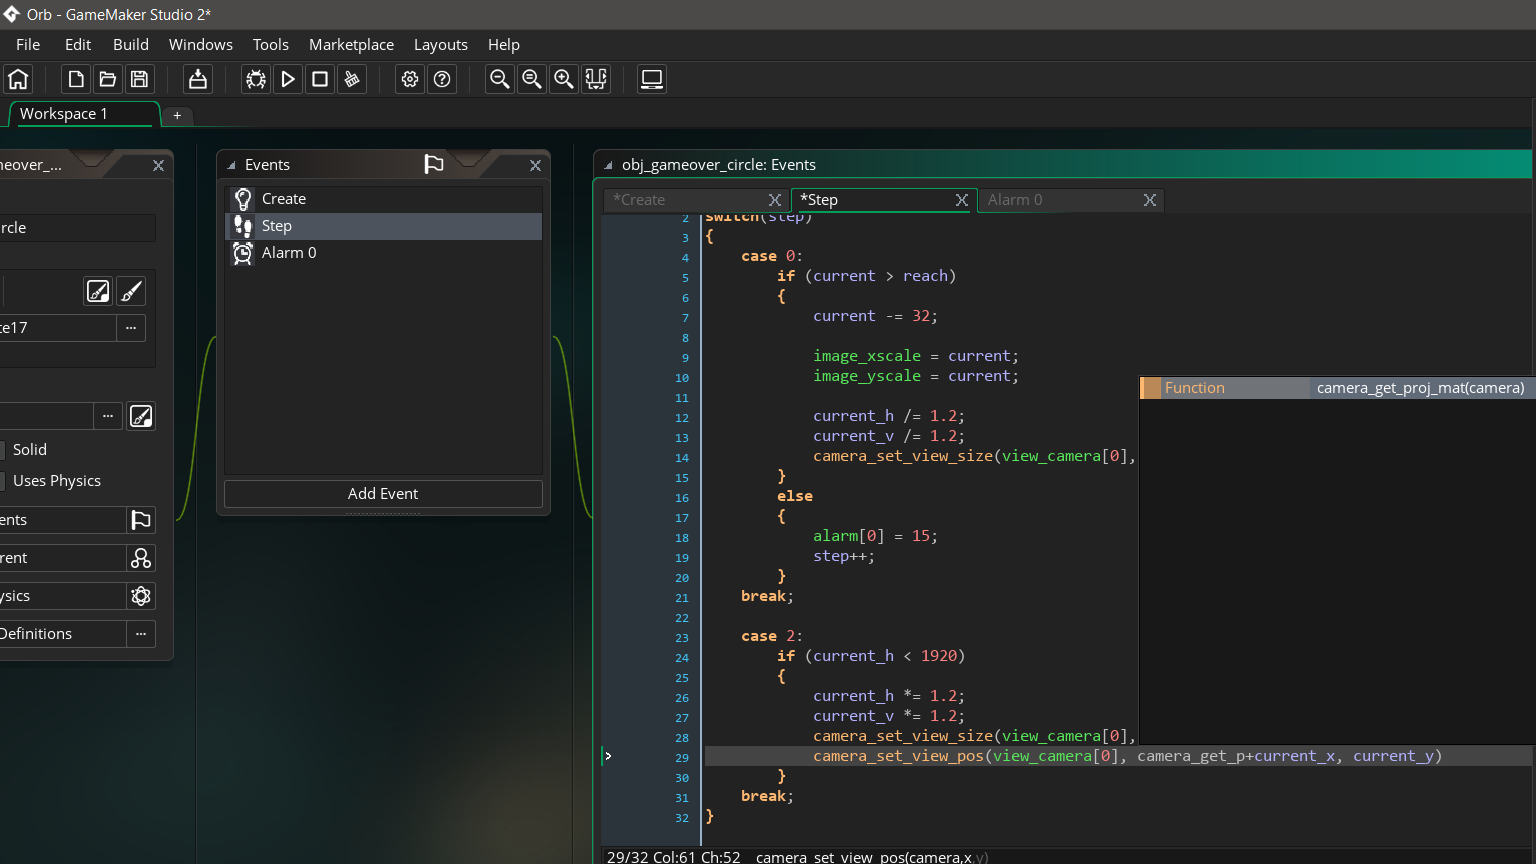 Orb - GameMaker Studio 2*
File Edit Build Windows Tools Marketplace Layouts Help
Workspace 1 +
neover_...
rcle
te17 ...
...
Solid
Uses Physics
ents
rent
ysics
Definitions ...
Events
Create
Step
Alarm 0
Add Event
obj_gameover_circle: Events
*Create *Step Alarm 0
2 switch(step)
3 {
4 case 0:
5 if (current > reach)
6 {
7 current -= 32;
8
9 image_xscale = current;
10 image_yscale = current;
11
12 current_h /= 1.2;
13 current_v /= 1.2;
14 camera_set_view_size(view_camera[0],
15 }
16 else
17 {
18 alarm[0] = 15;
19 step++;
20 }
21 break;
22
23 case 2:
24 if (current_h < 1920)
25 {
26 current_h *= 1.2;
27 current_v *= 1.2;
28 camera_set_view_size(view_camera[0],
29 camera_set_view_pos(view_camera[0], camera_get_p+current_x, current_y)
30 }
31 break;
32 }
Function camera_get_proj_mat(camera)
29/32 Col:61 Ch:52 camera_set_view_pos(camera,x,y)